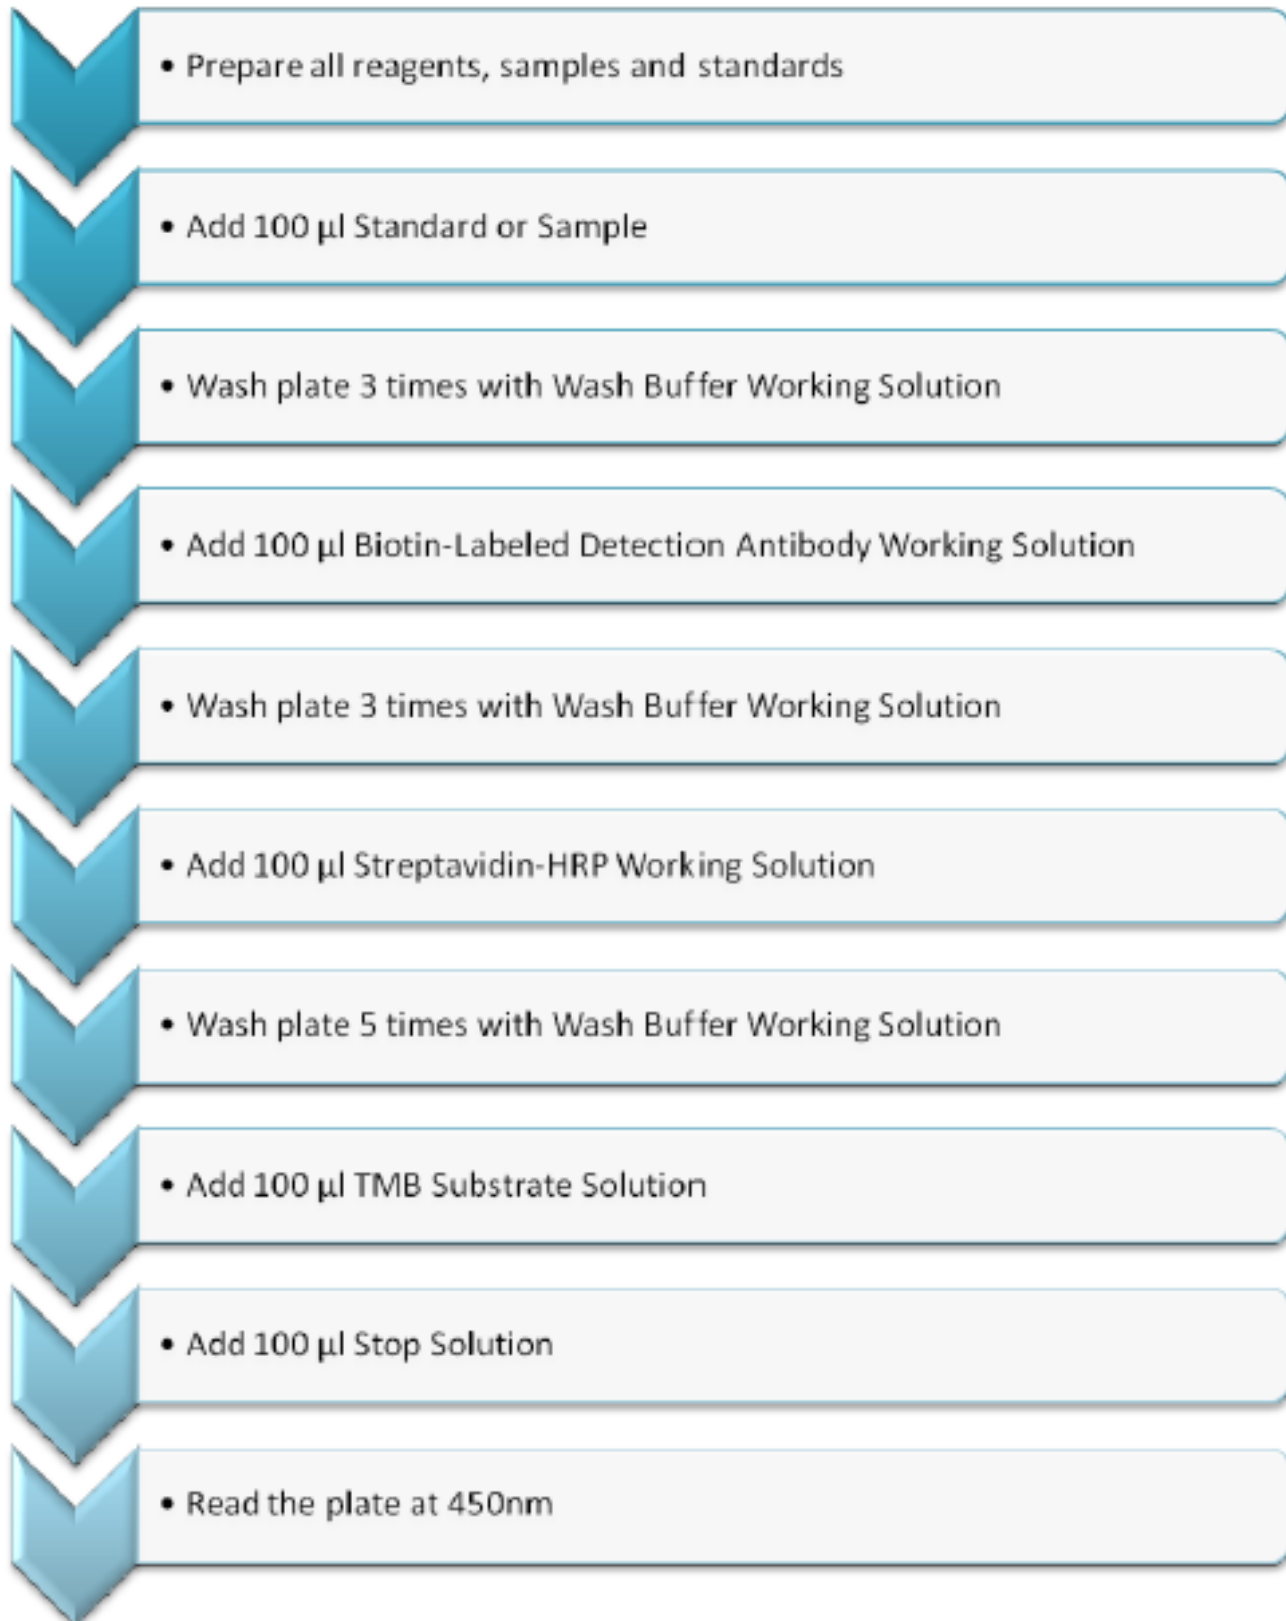 • Prepare all reagents, samples and standards
• Add 100 µl Standard or Sample
• Wash plate 3 times with Wash Buffer Working Solution
• Add 100 µl Biotin-Labeled Detection Antibody Working Solution
• Wash plate 3 times with Wash Buffer Working Solution
• Add 100 µl Streptavidin-HRP Working Solution
• Wash plate 5 times with Wash Buffer Working Solution
• Add 100 µl TMB Substrate Solution
• Add 100 µl Stop Solution
• Read the plate at 450nm